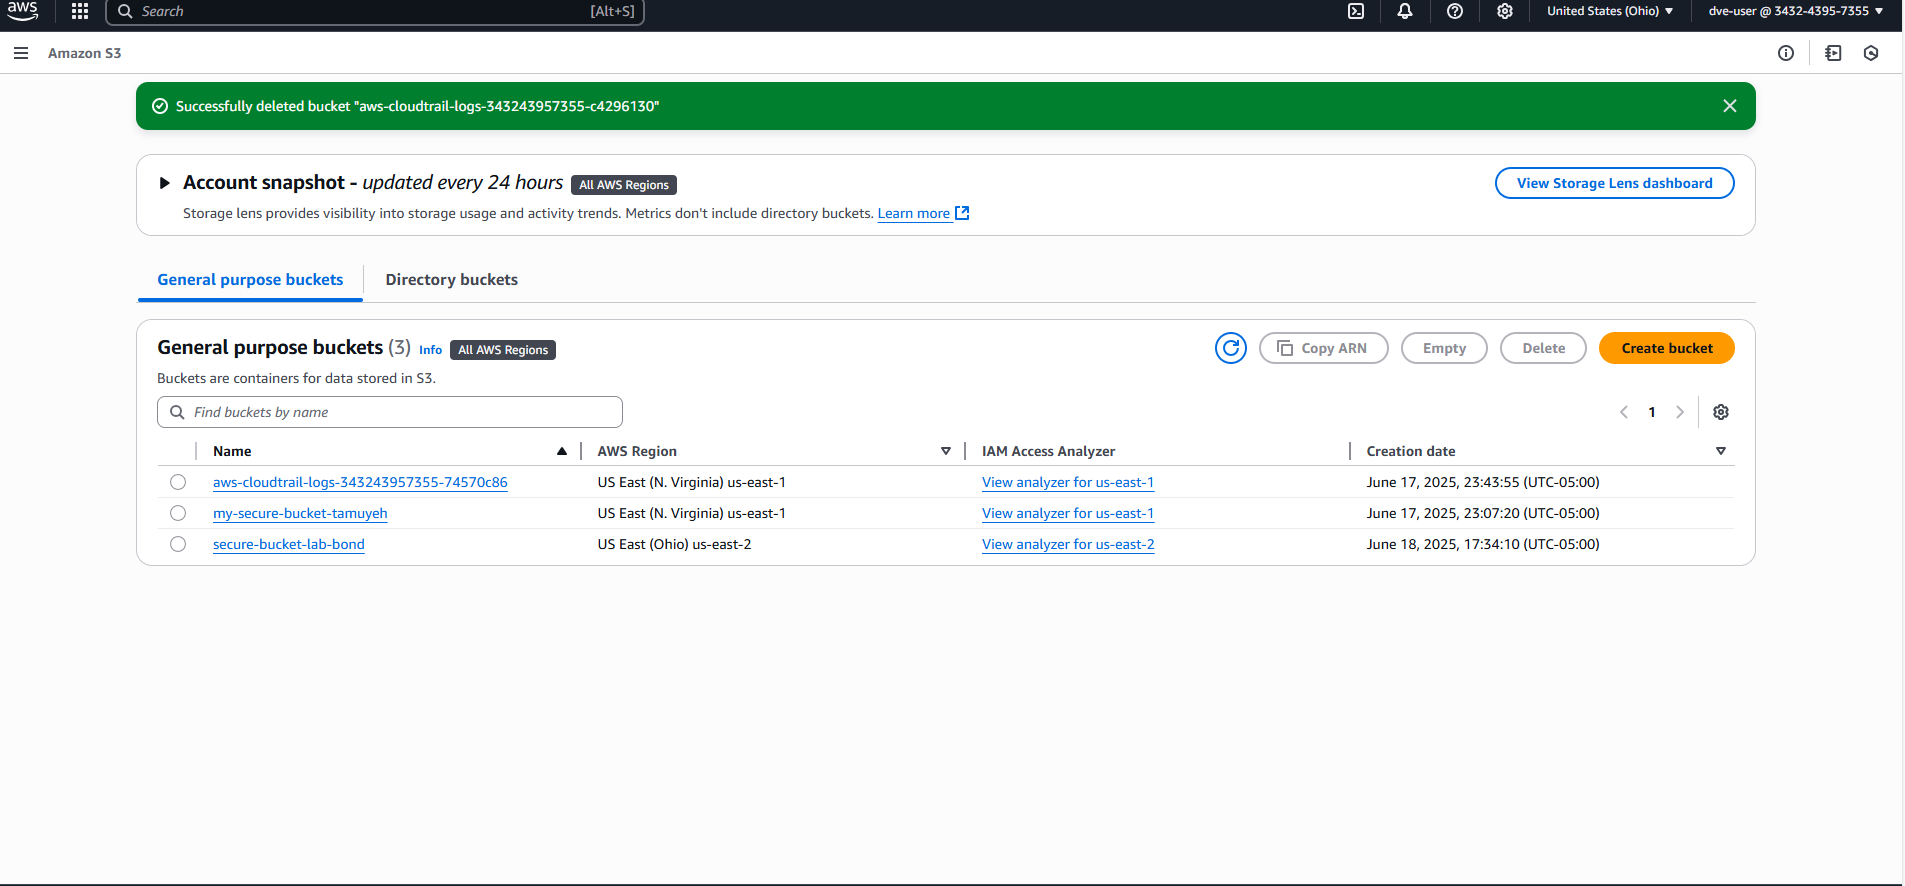 aws
Search [Alt+S] United States (Ohio) dve-user @ 3432-4395-7355
Amazon S3
Successfully deleted bucket "aws-cloudtrail-logs-343243957355-c4296130"
Account snapshot - updated every 24 hours All AWS Regions View Storage Lens dashboard
Storage lens provides visibility into storage usage and activity trends. Metrics don't include directory buckets. Learn more
General purpose buckets Directory buckets
General purpose buckets (3) Info All AWS Regions Copy ARN Empty Delete Create bucket
Buckets are containers for data stored in S3.
Find buckets by name 1
Name AWS Region IAM Access Analyzer Creation date
aws-cloudtrail-logs-343243957355-74570c86 US East (N. Virginia) us-east-1 View analyzer for us-east-1 June 17, 2025, 23:43:55 (UTC-05:00)
my-secure-bucket-tamuyeh US East (N. Virginia) us-east-1 View analyzer for us-east-1 June 17, 2025, 23:07:20 (UTC-05:00)
secure-bucket-lab-bond US East (Ohio) us-east-2 View analyzer for us-east-2 June 18, 2025, 17:34:10 (UTC-05:00)